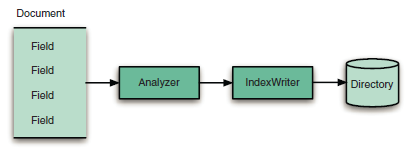 Document
Field
Field
Field
Field
Analyzer
IndexWriter
Directory